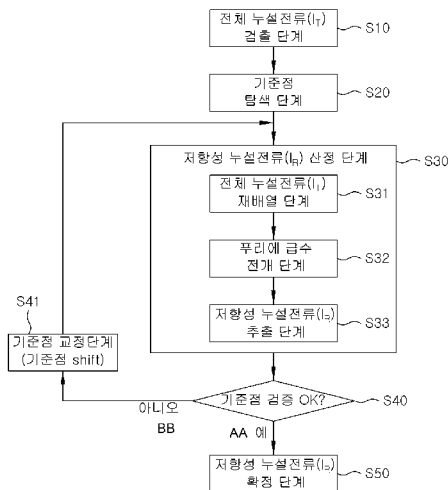 전체 누설전류(I_T)
검출 단계
S10
기준점
탐색 단계
S20
저항성 누설전류(I_R) 산정 단계
S30
전체 누설전류(I_T)
재배열 단계
S31
푸리에 급수
전개 단계
S32
저항성 누설전류(I_R)
추출 단계
S33
S41
기준점 교정단계
(기준점 shift)
기준점 검증 OK?
S40
아니오
BB
AA 예
저항성 누설전류(I_R)
확정 단계
S50